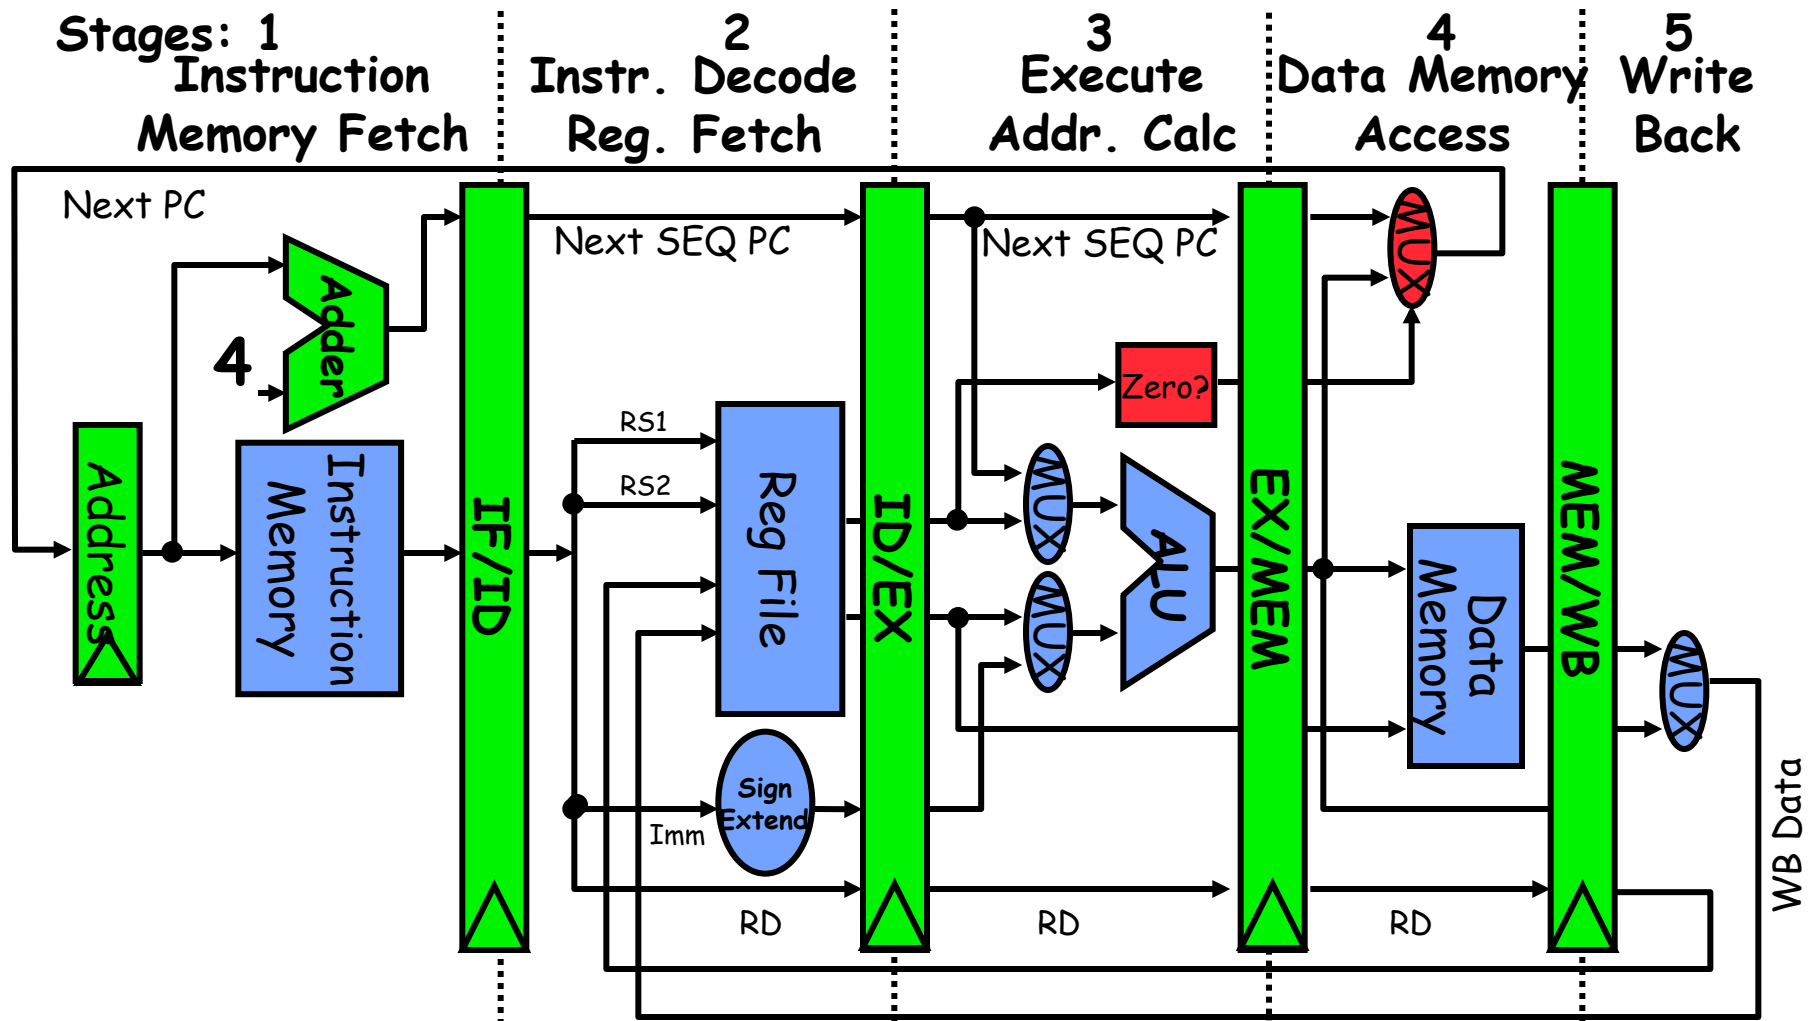 Stages: 1
Instruction
Memory Fetch
2
Instr. Decode
Reg. Fetch
3
Execute
Addr. Calc
4
Data Memory
Access
5
Write
Back
Next PC
Next SEQ PC
Next SEQ PC
MUX
Adder
4
Zero?
Address
Instruction
Memory
IF/ID
RS1
RS2
Reg File
ID/EX
MUX
MUX
ALU
EX/MEM
Data
Memory
MEM/WB
MUX
Sign
Extend
Imm
RD
RD
RD
WB Data